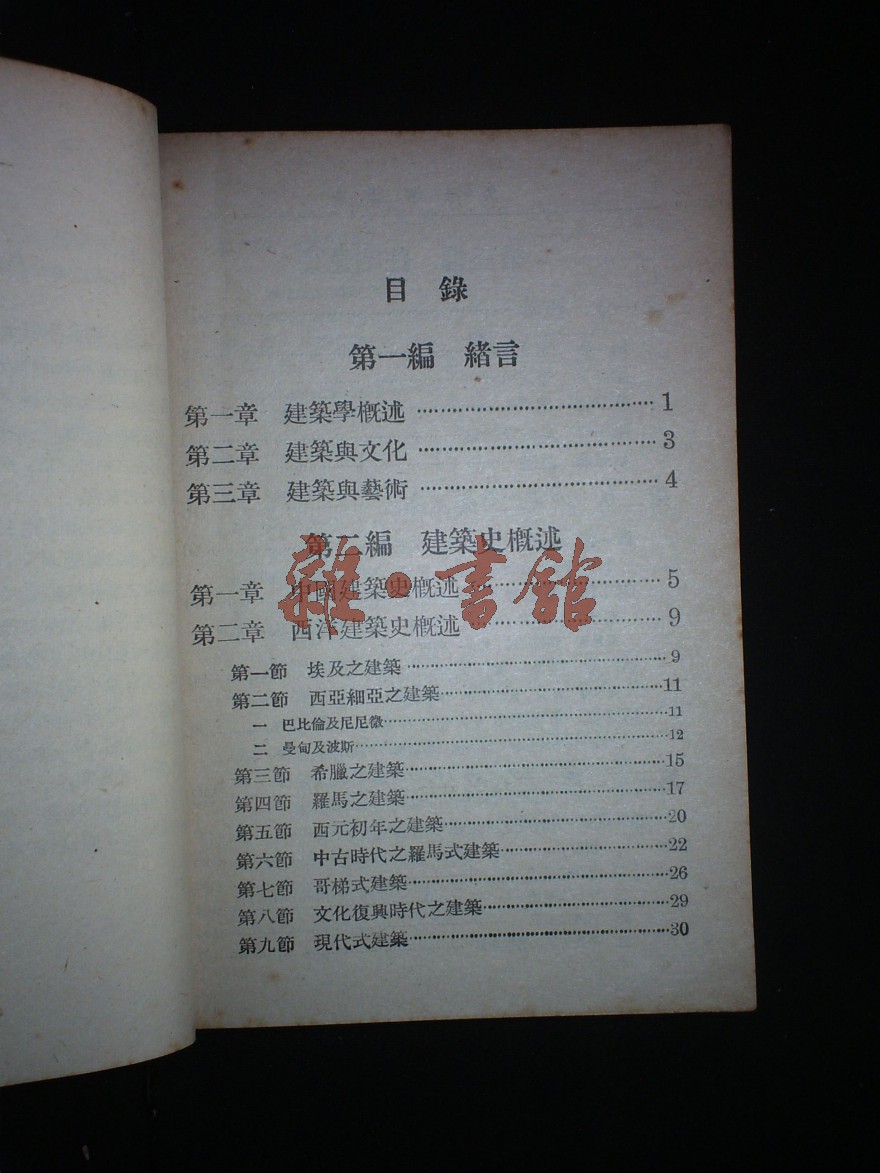 目錄
第一編 緒言
第一章 建築學概述 1
第二章 建築與文化 3
第三章 建築與藝術 4
第二編 建築史概述
第一章 中國建築史概述 5
雜·書館
第二章 西洋建築史概述 9
第一節 埃及之建築 9
第二節 西亞細亞之建築 11
一 巴比倫及尼尼微 11
二 曼甸及波斯 12
第三節 希臘之建築 15
第四節 羅馬之建築 17
第五節 西元初年之建築 20
第六節 中古時代之羅馬式建築 22
第七節 哥梯式建築 26
第八節 文化復興時代之建築 29
第九節 現代式建築 30